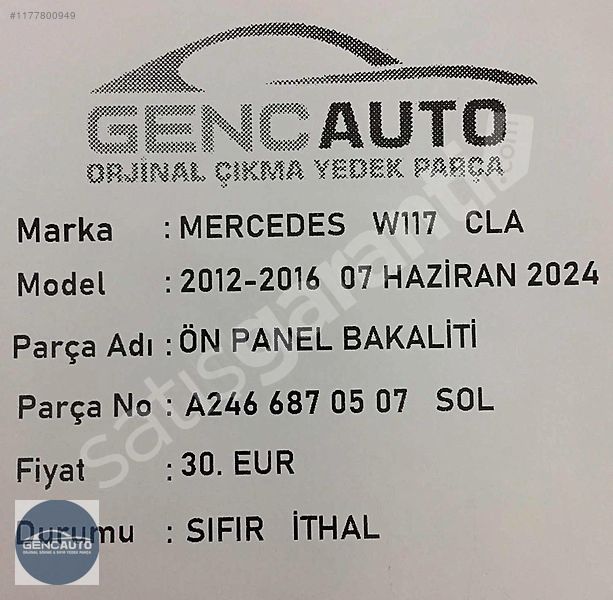 #1177800949
GENCAUTO
ORJİNAL ÇIKMA YEDEK PARÇA
Marka : MERCEDES W117 CLA
Model : 2012-2016 07 HAZİRAN 2024
Parça Adı : ÖN PANEL BAKALİTİ
Parça No : A246 687 05 07 SOL
Fiyat : 30. EUR
Durumu : SIFIR İTHAL
satışgaranti.com
GENCAUTO